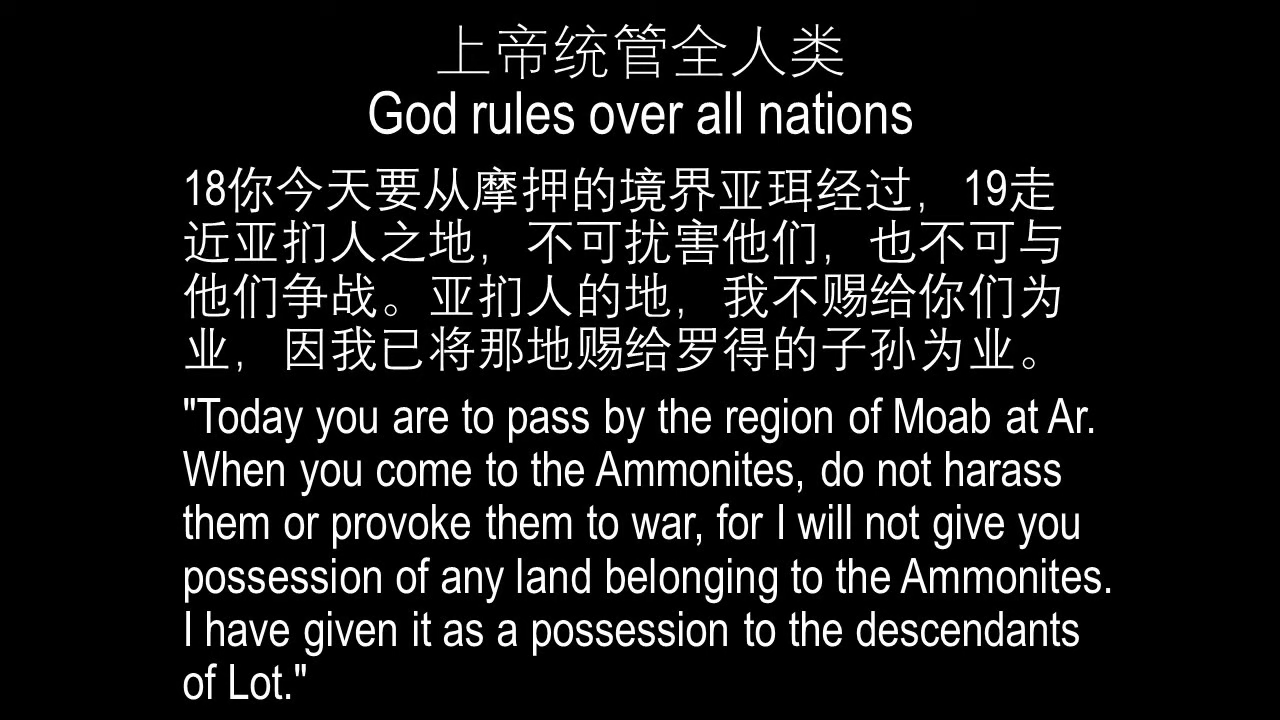 上帝统管全人类
God rules over all nations
18你今天要从摩押的境界亚珥经过，19走
近亚扪人之地，不可扰害他们，也不可与
他们争战。亚扪人的地，我不赐给你们为
业，因我已将那地赐给罗得的子孙为业。
"Today you are to pass by the region of Moab at Ar.
When you come to the Ammonites, do not harass
them or provoke them to war, for I will not give you
possession of any land belonging to the Ammonites.
I have given it as a possession to the descendants
of Lot."